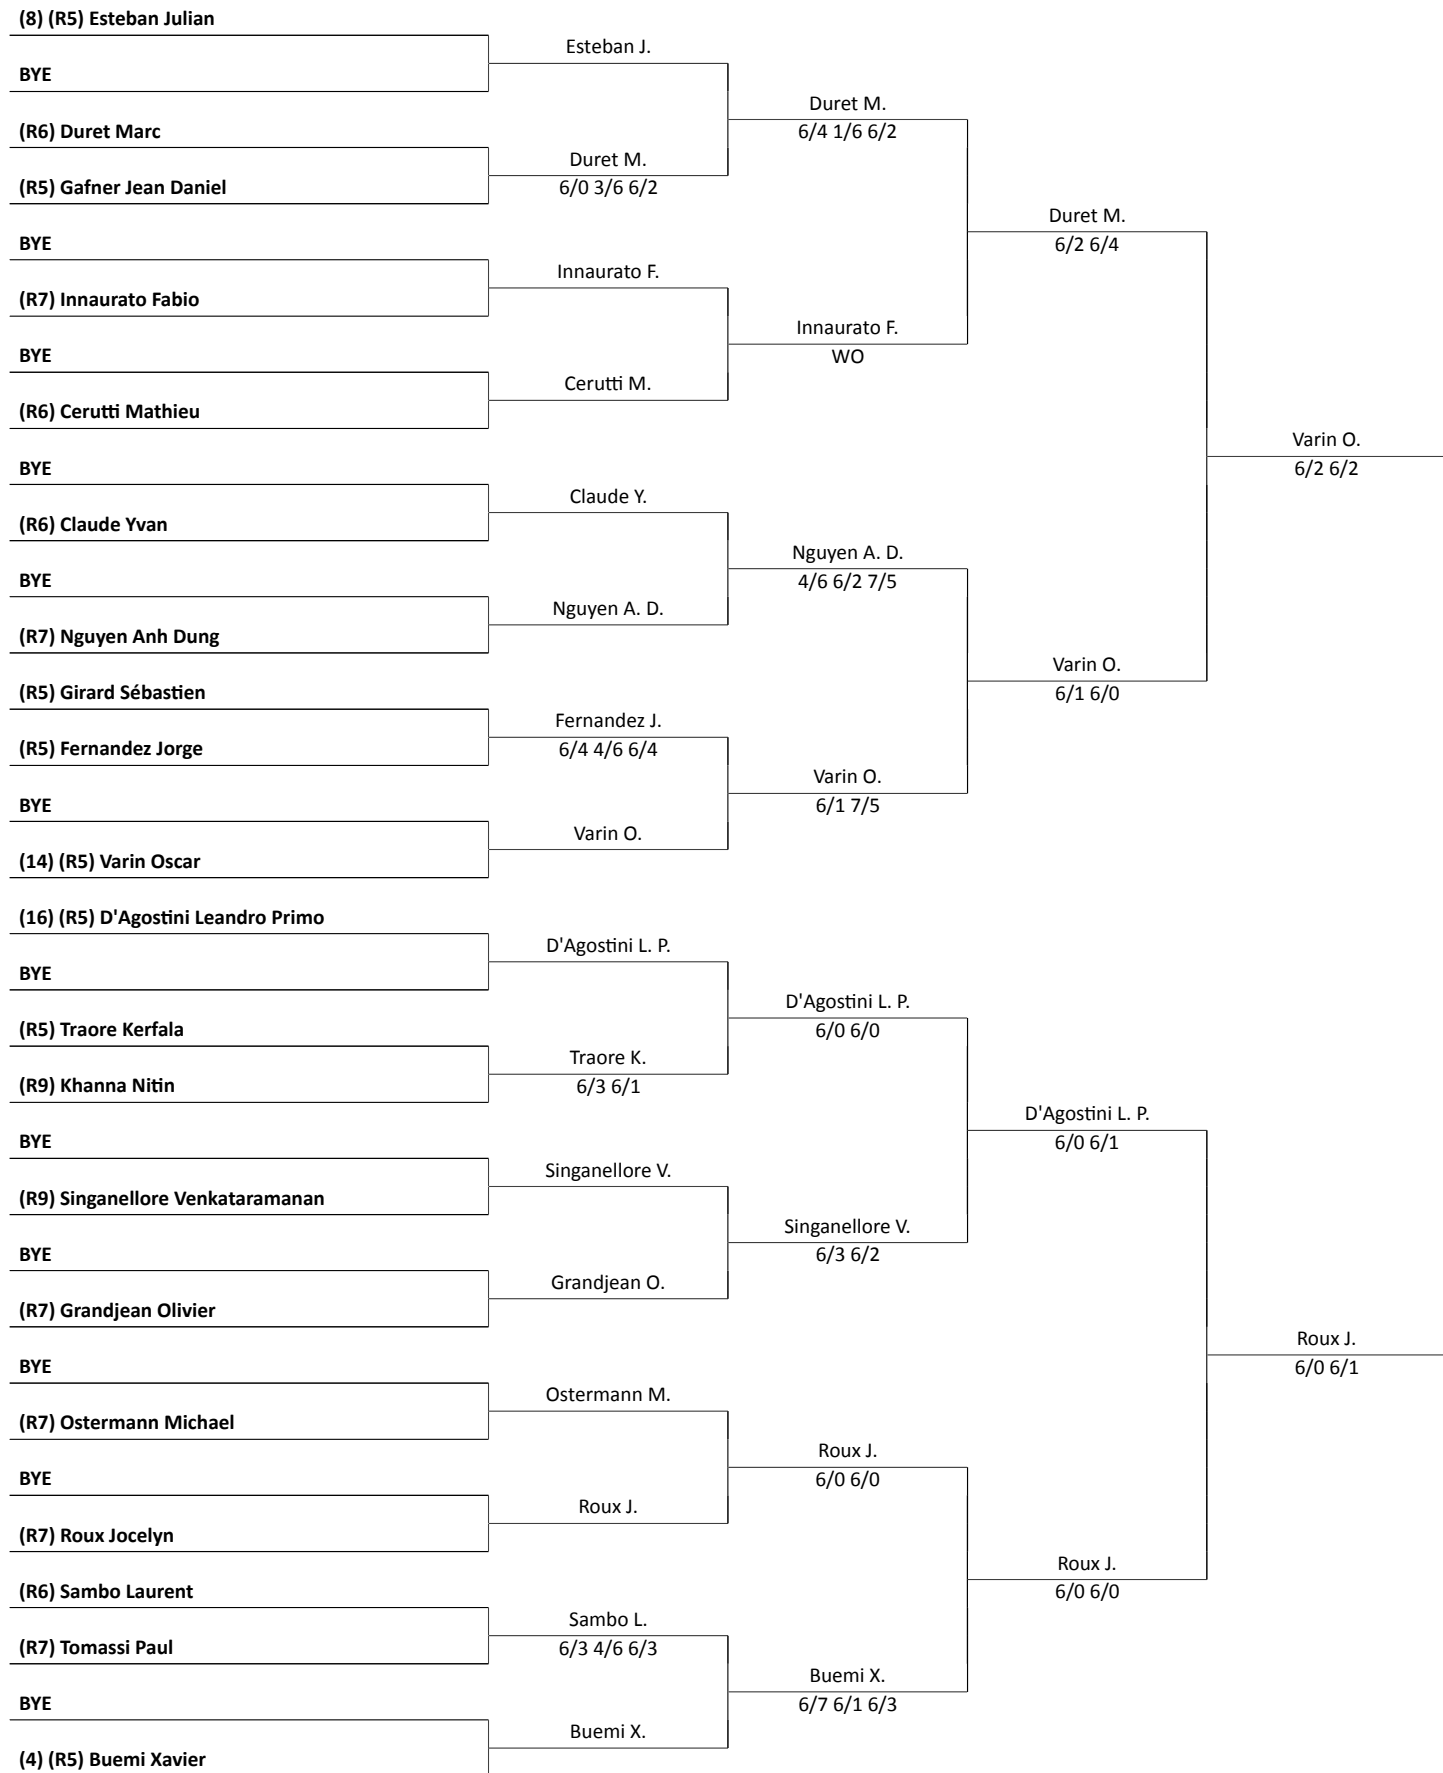 (8) (R5) Esteban Julian
Esteban J.
BYE
Duret M.
6/4 1/6 6/2
(R6) Duret Marc
Duret M.
6/0 3/6 6/2
(R5) Gafner Jean Daniel
Duret M.
6/2 6/4
BYE
Innaurato F.
(R7) Innaurato Fabio
Innaurato F.
WO
BYE
Cerutti M.
(R6) Cerutti Mathieu
Varin O.
6/2 6/2
BYE
Claude Y.
(R6) Claude Yvan
Nguyen A. D.
4/6 6/2 7/5
BYE
Nguyen A. D.
(R7) Nguyen Anh Dung
Varin O.
6/1 6/0
(R5) Girard Sébastien
Fernandez J.
6/4 4/6 6/4
(R5) Fernandez Jorge
Varin O.
6/1 7/5
BYE
Varin O.
(14) (R5) Varin Oscar
(16) (R5) D'Agostini Leandro Primo
D'Agostini L. P.
BYE
D'Agostini L. P.
6/0 6/0
(R5) Traore Kerfala
Traore K.
6/3 6/1
(R9) Khanna Nitin
D'Agostini L. P.
6/0 6/1
BYE
Singanellore V.
(R9) Singanellore Venkataramanan
Singanellore V.
6/3 6/2
BYE
Grandjean O.
(R7) Grandjean Olivier
Roux J.
6/0 6/1
BYE
Ostermann M.
(R7) Ostermann Michael
Roux J.
6/0 6/0
BYE
Roux J.
(R7) Roux Jocelyn
Roux J.
6/0 6/0
(R6) Sambo Laurent
Sambo L.
6/3 4/6 6/3
(R7) Tomassi Paul
Buemi X.
6/7 6/1 6/3
BYE
Buemi X.
(4) (R5) Buemi Xavier